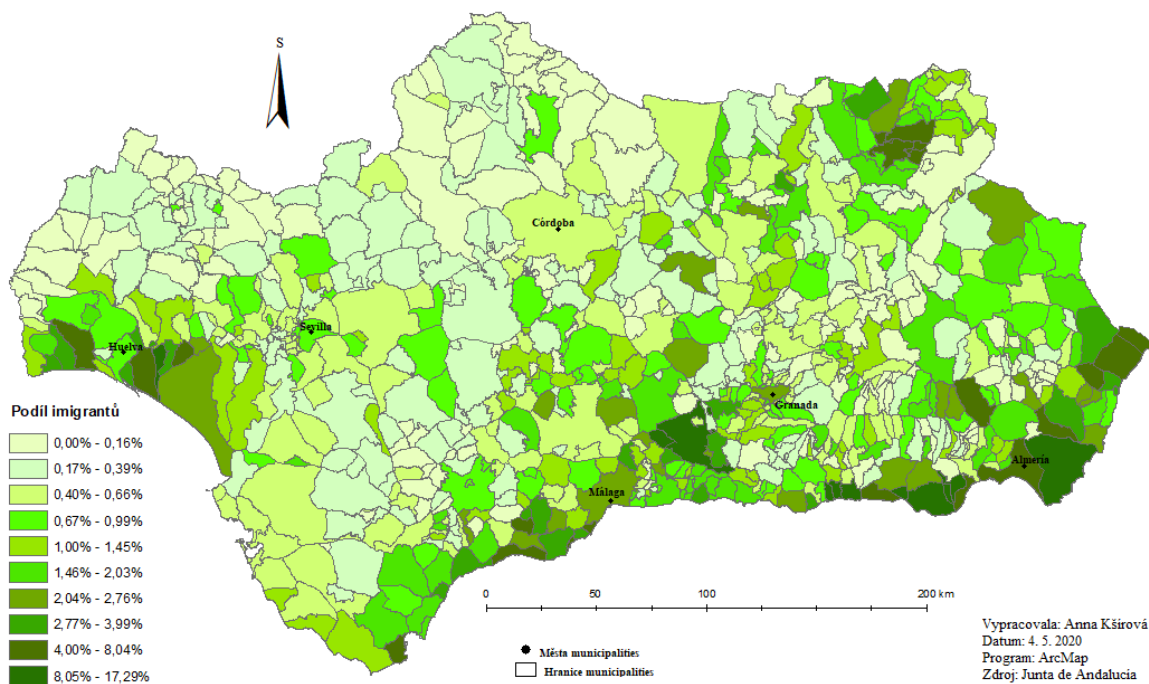 S
Córdoba
Sevilla
Huelva
Granada
Almería
Málaga
Podíl imigrantů
0,00% - 0,16%
0,17% - 0,39%
0,40% - 0,66%
0,67% - 0,99%
1,00% - 1,45%
1,46% - 2,03%
2,04% - 2,76%
2,77% - 3,99%
4,00% - 8,04%
8,05% - 17,29%
0 50 100 200 km
Města municipalities
Hranice municipalities
Vypracovala: Anna Kšírová
Datum: 4. 5. 2020
Program: ArcMap
Zdroj: Junta de Andalucía